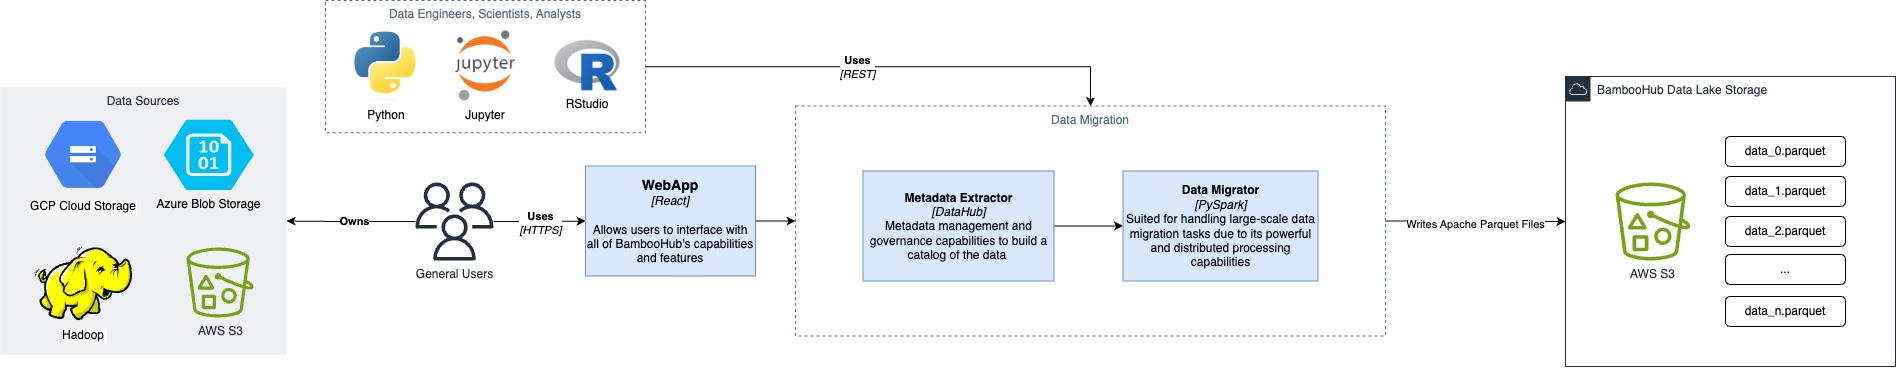 Data Engineers, Scientists, Analysts
jupyter
R
Python
Jupyter
RStudio
Uses
[REST]
Data Sources
10
01
GCP Cloud Storage
Azure Blob Storage
Hadoop
AWS S3
Owns
General Users
Uses
[HTTPS]
WebApp
[React]
Allows users to interface with
all of BambooHub's capabilities
and features
Data Migration
Metadata Extractor
[DataHub]
Metadata management and
governance capabilities to build a
catalog of the data
Data Migrator
[PySpark]
Suited for handling large-scale data
migration tasks due to its powerful
and distributed processing
capabilities
Writes Apache Parquet Files
BambooHub Data Lake Storage
AWS S3
data_0.parquet
data_1.parquet
data_2.parquet
...
data_n.parquet